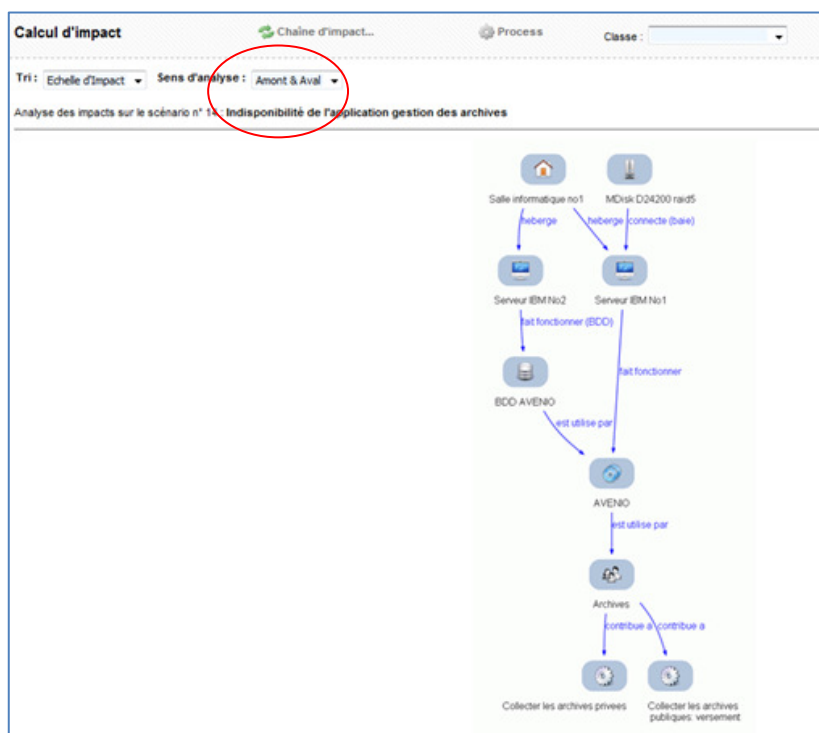 Calcul d'impact
Chaîne d'impact...
Process
Classe :
Tri : Echelle d'Impact
Sens d'analyse : Amont & Aval
Analyse des impacts sur le scénario n° 14 : Indisponibilité de l'application gestion des archives
Salle informatique no1
MDisk D24200 raid5
heberge
heberge
connecte (baie)
Serveur IBM No2
Serveur IBM No1
fait fonctionner (BDD)
fait fonctionner
BDD AVENIO
est utilise par
AVENIO
est utilise par
Archives
contribue a
contribue a
Collecter les archives privees
Collecter les archives
publiques: versement